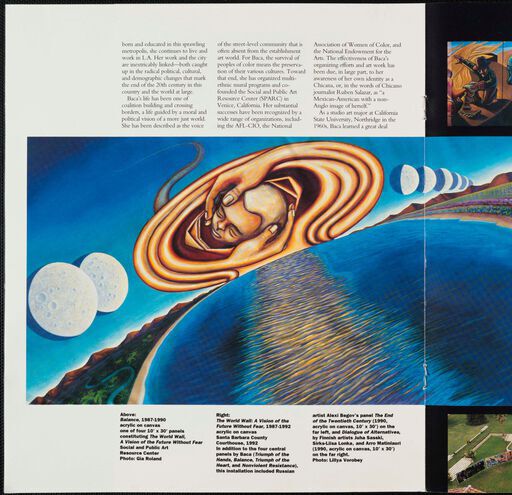 born and educated in this sprawling
metropolis, she continues to live and
work in L.A. Her work and the city
are inextricably linked—both caught
up in the radical political, cultural,
and demographic changes that mark
the end of the 20th century in this
country and the world at large.
Baca's life has been one of
coalition building and crossing
borders, a life guided by a moral and
political vision of a more just world.
She has been described as the voice
of the street-level community that is
often absent from the establishment
art world. For Baca, the survival of
peoples of color means the preserva-
tion of their various cultures. Toward
that end, she has organized multi-
ethnic mural programs and co-
founded the Social and Public Art
Resource Center (SPARC) in
Venice, California. Her substantial
successes have been recognized by a
wide range of organizations, includ-
ing the AFL-CIO, the National
Association of Women of Color, and
the National Endowment for the
Arts. The effectiveness of Baca's
organizing efforts and art work has
been due, in large part, to her
awareness of her own identity as a
Chicana, or, in the words of Chicano
journalist Ruben Salazar, as "a
Mexican-American with a non-
Anglo image of herself."
As a studio art major at California
State University, Northridge in the
1960s, Baca learned a great deal
Above:
Balance, 1987-1990
acrylic on canvas
one of four 10' x 30' panels
constituting The World Wall,
A Vision of the Future Without Fear
Social and Public Art
Resource Center
Photo: Gia Roland
Right:
The World Wall: A Vision of the
Future Without Fear, 1987-1992
acrylic on canvas
Santa Barbara County
Courthouse, 1992
In addition to the four central
panels by Baca (Triumph of the
Hands, Balance, Triumph of the
Heart, and Nonviolent Resistance),
this installation included Russian
artist Alexi Begov's panel The End
of the Twentieth Century (1990,
acrylic on canvas, 10' x 30') on the
far left, and Dialogue of Alternatives,
by Finnish artists Juha Sasski,
Sirka-Liisa Lonka, and Arro Matiniauri
(1990, acrylic on canvas, 10' x 30')
on the far right.
Photo: Liliya Vorobey